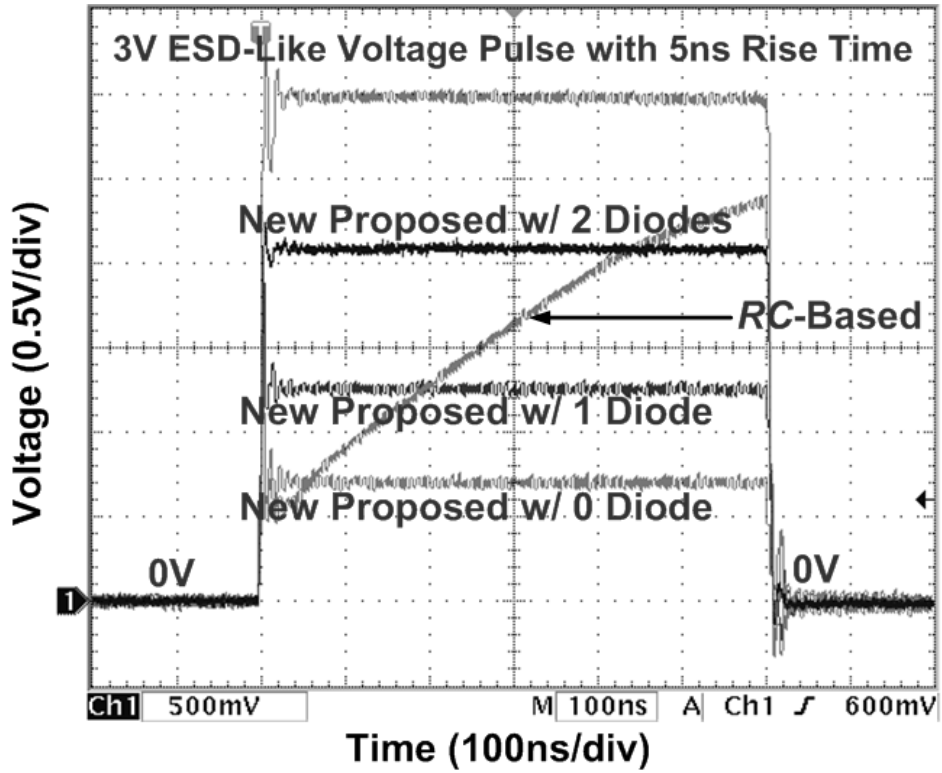 T
3V ESD-Like Voltage Pulse with 5ns Rise Time
New Proposed w/ 2 Diodes
RC-Based
New Proposed w/ 1 Diode
New Proposed w/ 0 Diode
0V
0V
1
Voltage (0.5V/div)
Ch1 500mV M 100ns A Ch1 600mV
Time (100ns/div)